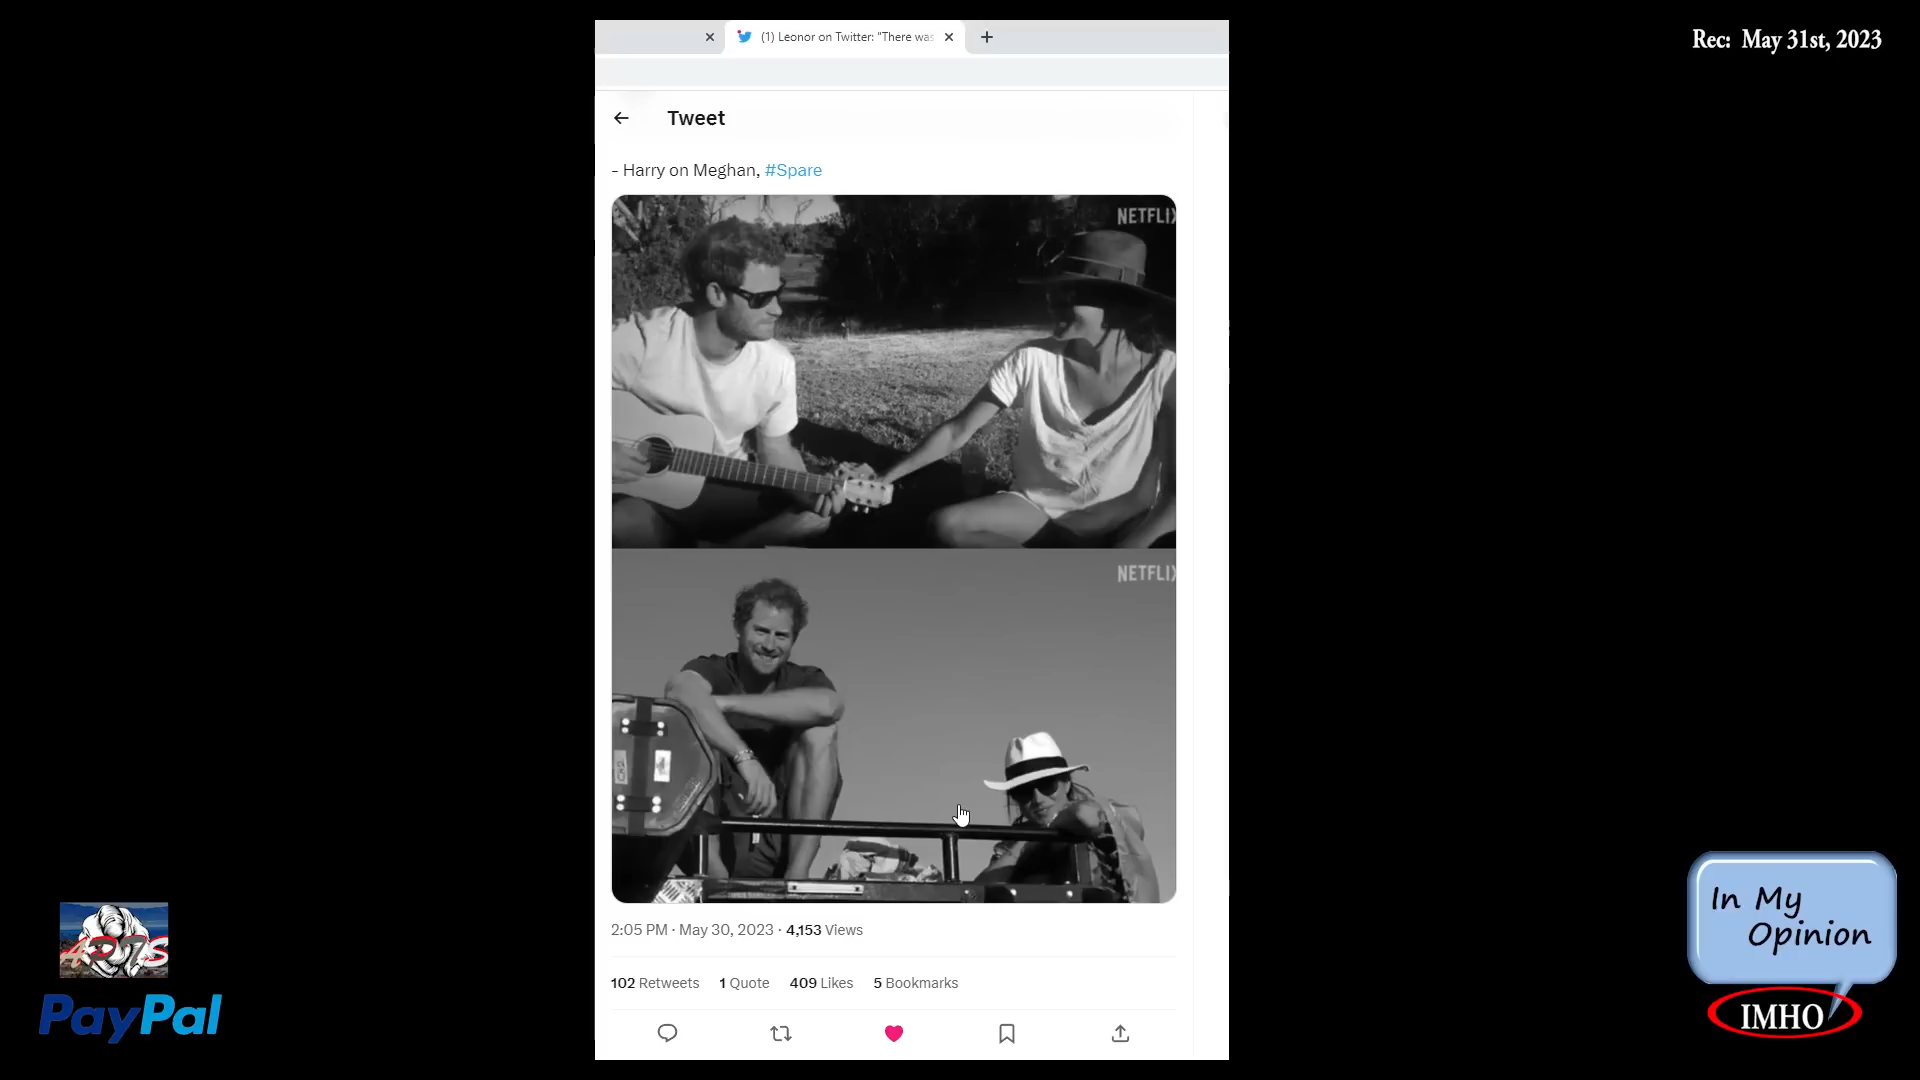 (1) Leonor on Twitter: "There was
Rec: May 31st, 2023
Tweet
- Harry on Meghan, #Spare
NETFLIX
NETFLIX
2:05 PM · May 30, 2023 · 4,153 Views
102 Retweets 1 Quote 409 Likes 5 Bookmarks
PayPal
In My
Opinion
IMHO